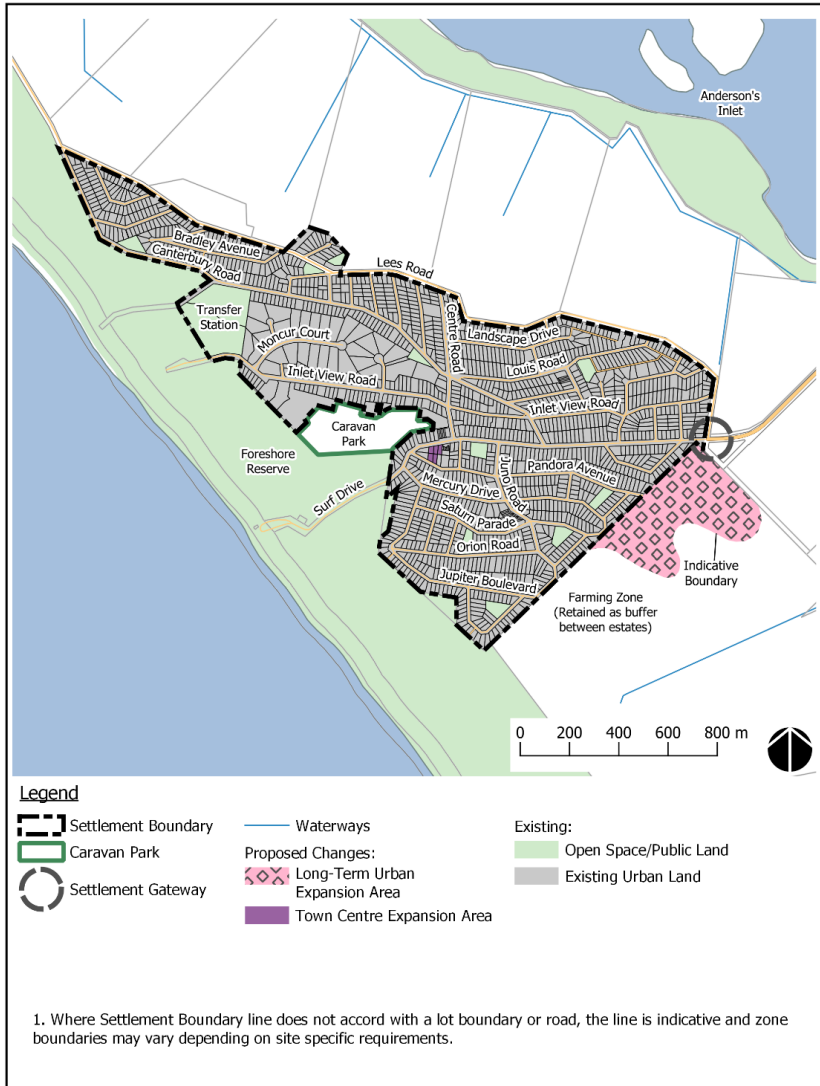 Anderson's
Inlet
Bradley Avenue
Canterbury Road
Lees Road
Transfer
Station
Centre Road
Landscape Drive
Moncur Court
Louis Road
Inlet View Road
Inlet View Road
Caravan
Park
Foreshore
Reserve
Surf Drive
Juno Road
Pandora Avenue
Mercury Drive
Saturn Parade
Orion Road
Indicative
Boundary
Jupiter Boulevard
Farming Zone
(Retained as buffer
between estates)
0 200 400 600 800 m
Legend
Settlement Boundary
Caravan Park
Settlement Gateway
Waterways
Proposed Changes:
Long-Term Urban
Expansion Area
Town Centre Expansion Area
Existing:
Open Space/Public Land
Existing Urban Land
1. Where Settlement Boundary line does not accord with a lot boundary or road, the line is indicative and zone
boundaries may vary depending on site specific requirements.